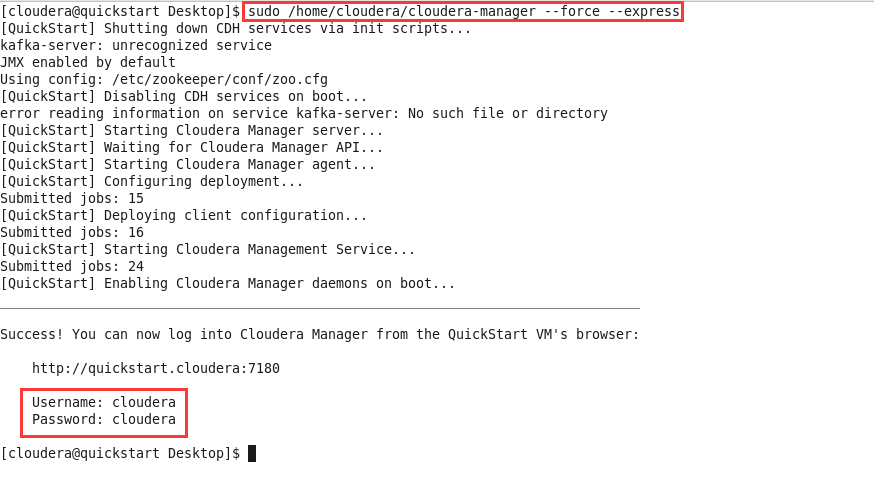 [cloudera@quickstart Desktop]$ sudo /home/cloudera/cloudera-manager --force --express
[QuickStart] Shutting down CDH services via init scripts...
kafka-server: unrecognized service
JMX enabled by default
Using config: /etc/zookeeper/conf/zoo.cfg
[QuickStart] Disabling CDH services on boot...
error reading information on service kafka-server: No such file or directory
[QuickStart] Starting Cloudera Manager server...
[QuickStart] Waiting for Cloudera Manager API...
[QuickStart] Starting Cloudera Manager agent...
[QuickStart] Configuring deployment...
Submitted jobs: 15
[QuickStart] Deploying client configuration...
Submitted jobs: 16
[QuickStart] Starting Cloudera Management Service...
Submitted jobs: 24
[QuickStart] Enabling Cloudera Manager daemons on boot...
Success! You can now log into Cloudera Manager from the QuickStart VM's browser:
http://quickstart.cloudera:7180
Username: cloudera
Password: cloudera
[cloudera@quickstart Desktop]$